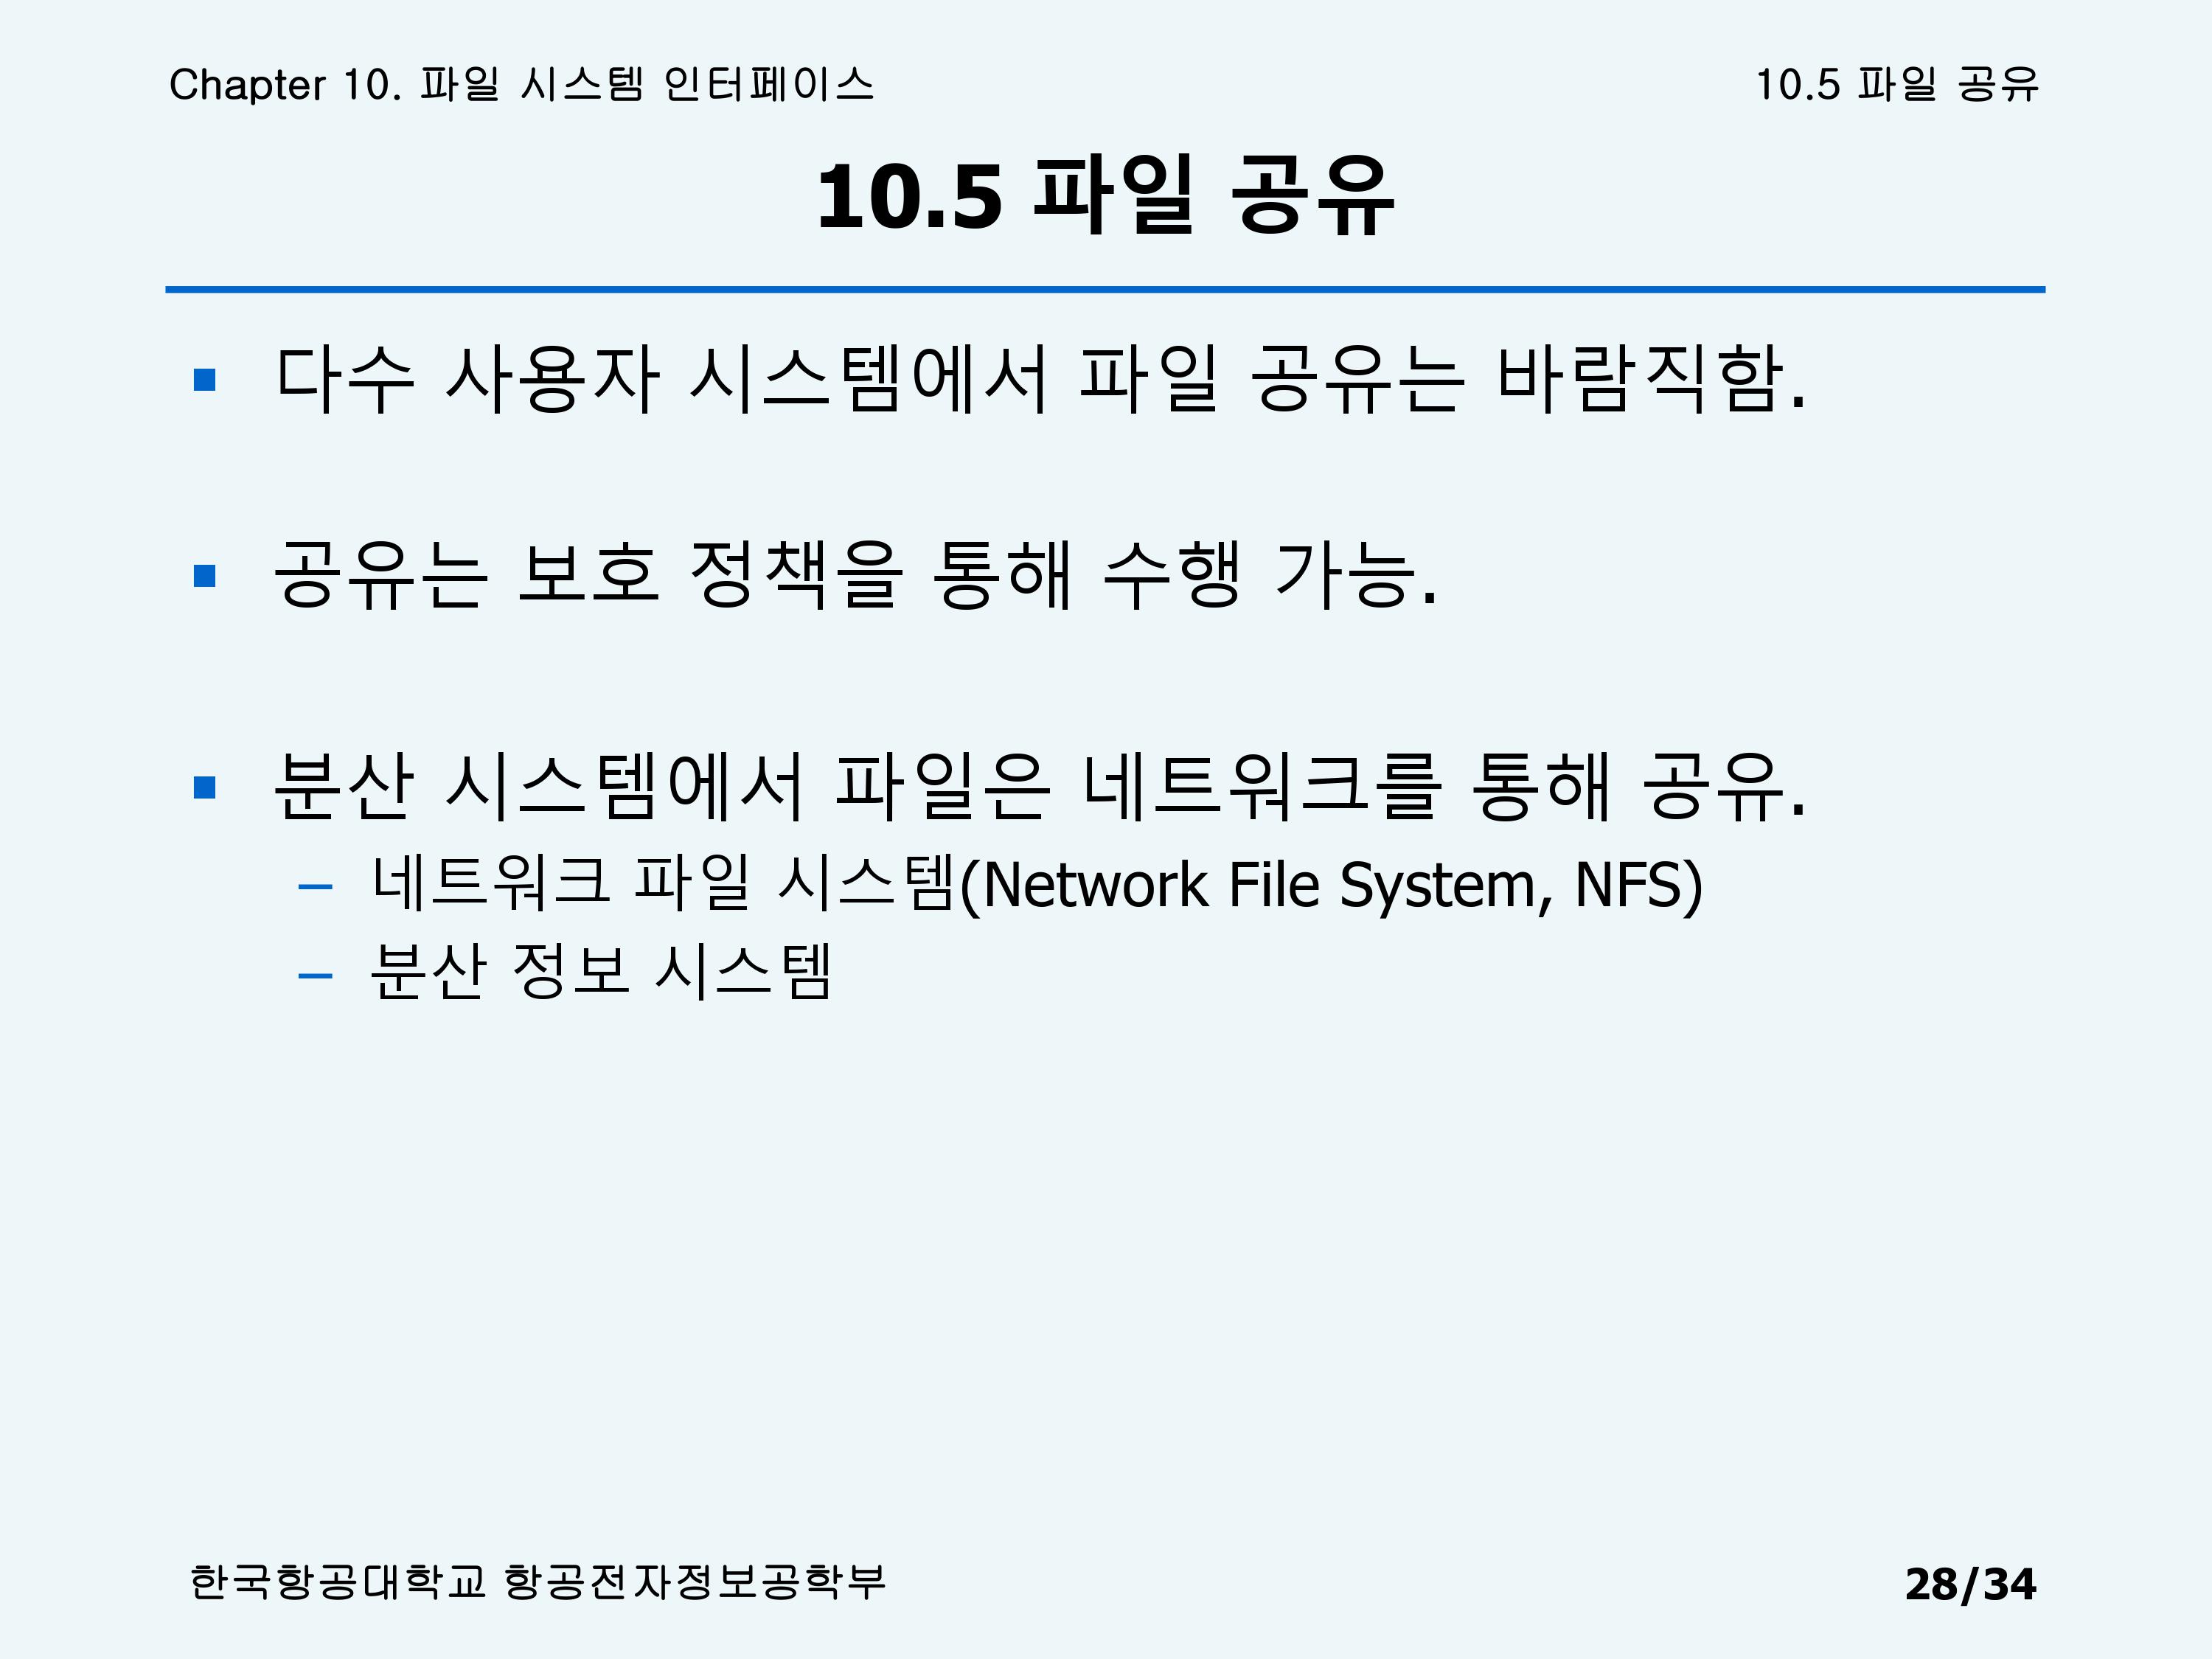 Chapter 10. 파일 시스템 인터페이스
10.5 파일 공유
10.5 파일 공유
▪ 다수 사용자 시스템에서 파일 공유는 바람직함.
▪ 공유는 보호 정책을 통해 수행 가능.
▪ 분산 시스템에서 파일은 네트워크를 통해 공유.
– 네트워크 파일 시스템(Network File System, NFS)
– 분산 정보 시스템
한국항공대학교 항공전자정보공학부
28/34